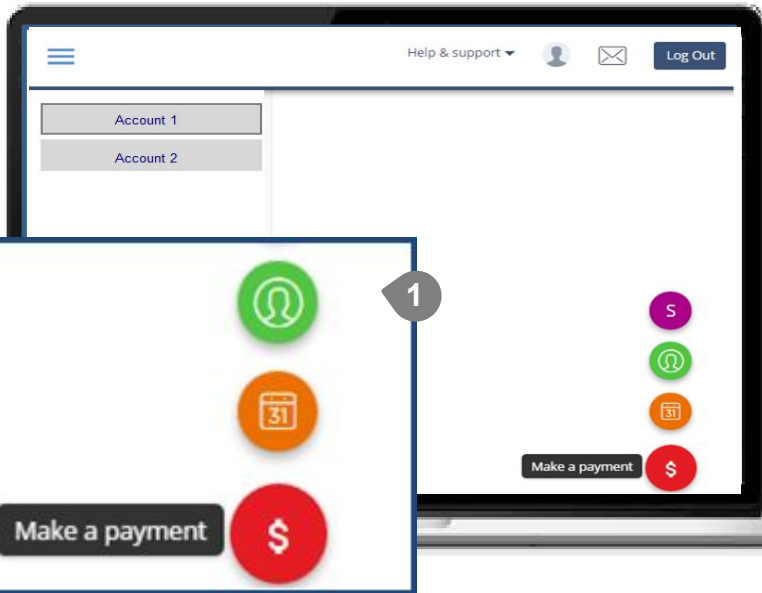 Help & support
Log Out
Account 1
Account 2
1
S
31
Make a payment
$
31
Make a payment
$